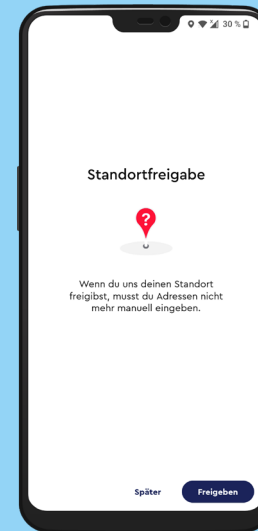 30 %
Standortfreigabe
?
Wenn du uns deinen Standort
freigibst, musst du Adressen nicht
mehr manuell eingeben.
Später Freigeben